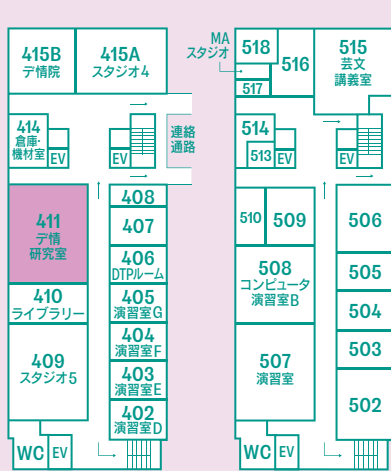 415B
デ情院
415A
スタジオ4
414
倉庫・
機材室
EV
EV
連絡
通路
411
デ情
研究室
408
407
406
DTPルーム
410
ライブラリー
405
演習室G
404
演習室F
409
スタジオ5
403
演習室E
402
演習室D
WC
EV
MA
スタジオ
518
516
515
芸文
講義室
517
514
513
EV
EV
510
509
506
508
コンピュータ
演習室B
505
504
507
演習室
503
502
WC
EV